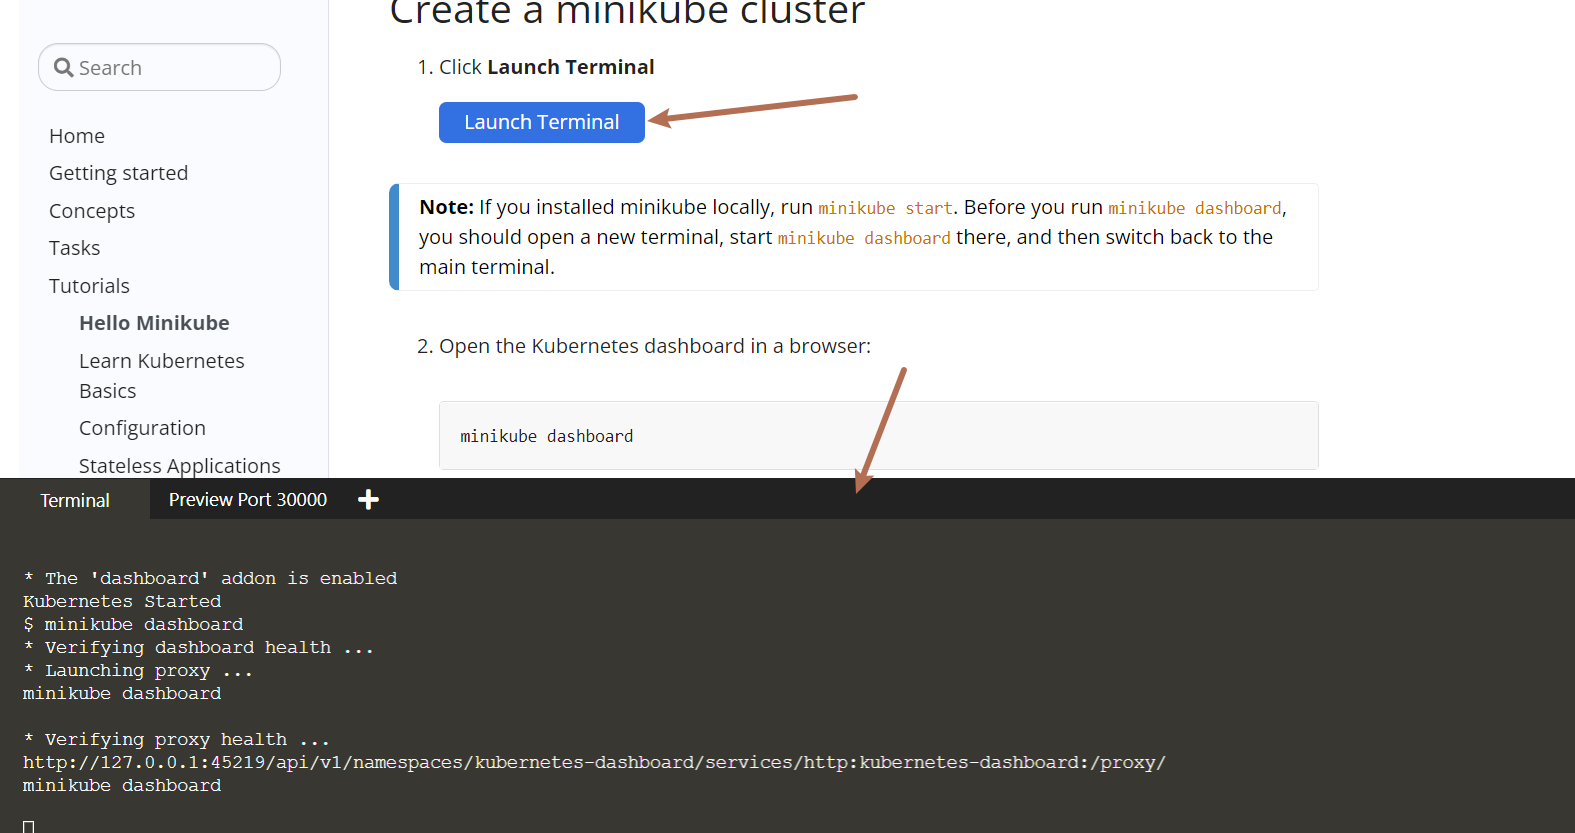 Create a minikube cluster
Search
Home
Getting started
Concepts
Tasks
Tutorials
Hello Minikube
Learn Kubernetes
Basics
Configuration
Stateless Applications
1. Click Launch Terminal
Launch Terminal
Note: If you installed minikube locally, run minikube start. Before you run minikube dashboard,
you should open a new terminal, start minikube dashboard there, and then switch back to the
main terminal.
2. Open the Kubernetes dashboard in a browser:
minikube dashboard
Terminal
Preview Port 30000
* The 'dashboard' addon is enabled
Kubernetes Started
$ minikube dashboard
* Verifying dashboard health ...
* Launching proxy ...
minikube dashboard
* Verifying proxy health ...
http://127.0.0.1:45219/api/v1/namespaces/kubernetes-dashboard/services/http:kubernetes-dashboard:/proxy/
minikube dashboard